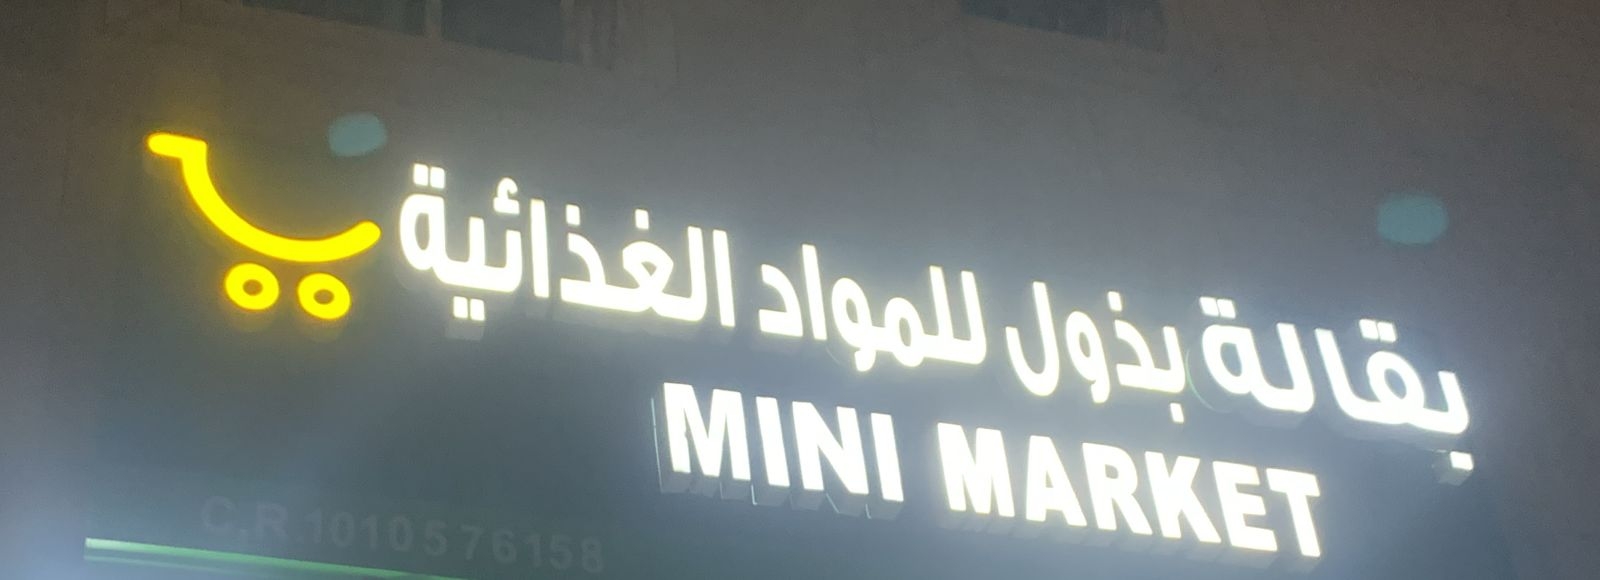 بقالة بذول للمواد الغذائية
MINI MARKET
C.R.1010576158